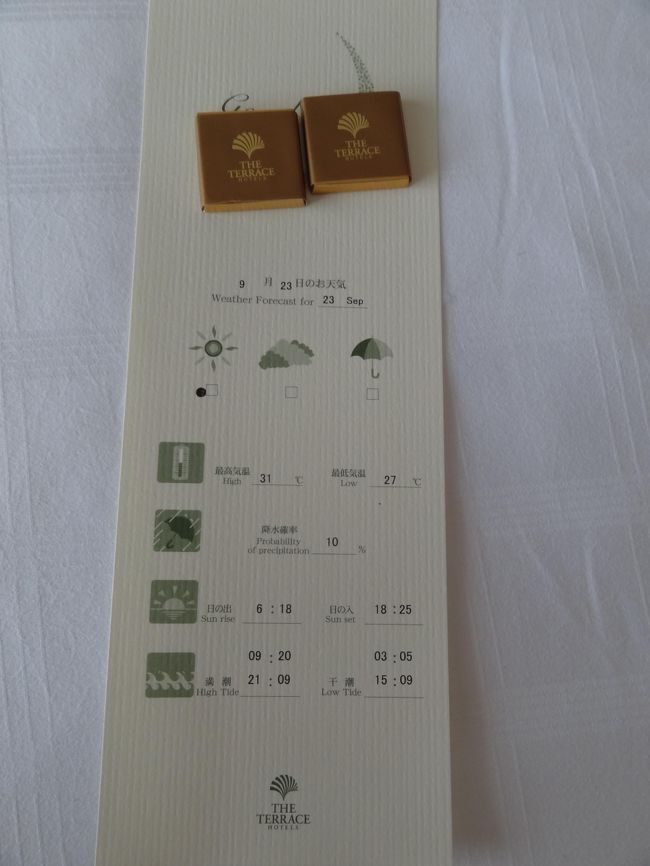 THE
TERRACE
HOTELS
THE
TERRACE
HOTELS
9 月 23 日のお天気
Weather Forecast for 23 Sep
最高気温
High 31 ℃
最低気温
Low 27 ℃
降水確率
Probability
of precipitation 10 %
日の出
Sun rise 6 : 18
日の入
Sun set 18 : 25
09 : 20
満 潮
High Tide 21 : 09
03 : 05
干 潮
Low Tide 15 : 09
THE
TERRACE
HOTELS